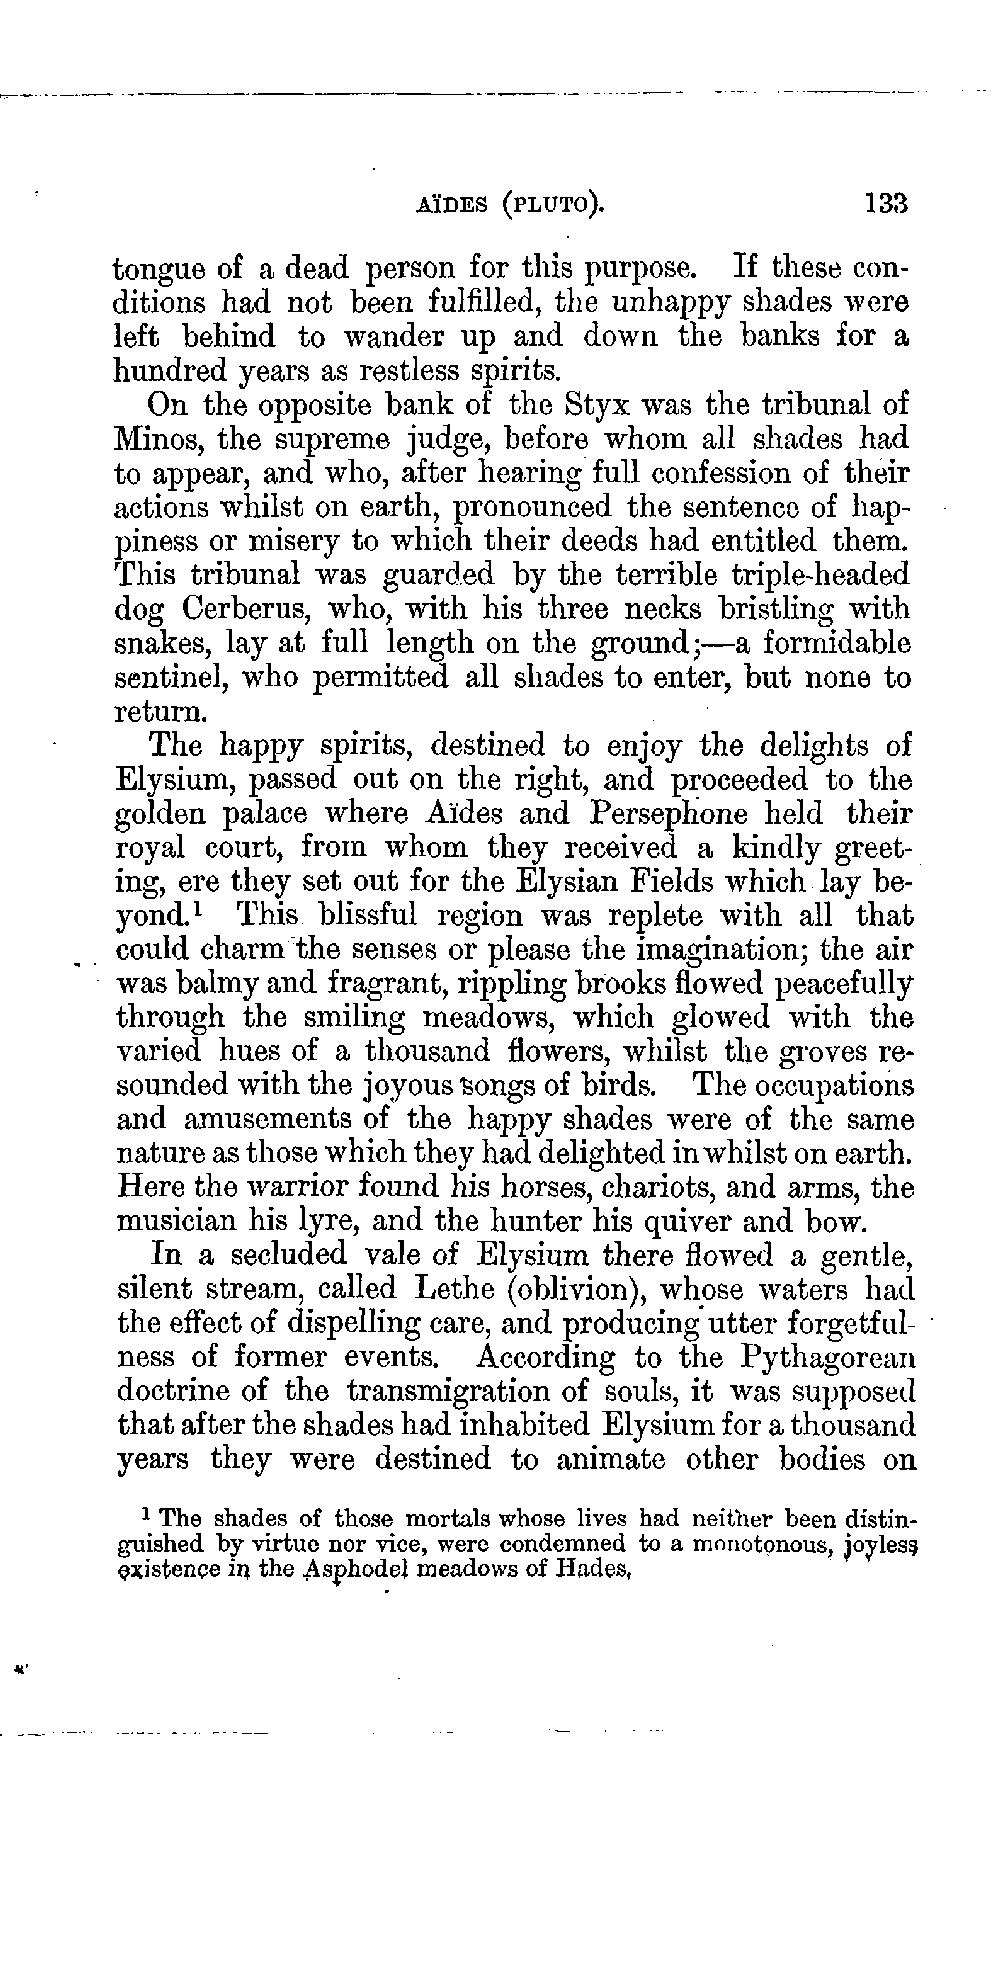 AÏDES (PLUTO). 133
tongue of a dead person for this purpose. If these con-
ditions had not been fulfilled, the unhappy shades were
left behind to wander up and down the banks for a
hundred years as restless spirits.
On the opposite bank of the Styx was the tribunal of
Minos, the supreme judge, before whom all shades had
to appear, and who, after hearing full confession of their
actions whilst on earth, pronounced the sentence of hap-
piness or misery to which their deeds had entitled them.
This tribunal was guarded by the terrible triple-headed
dog Cerberus, who, with his three necks bristling with
snakes, lay at full length on the ground;—a formidable
sentinel, who permitted all shades to enter, but none to
return.
The happy spirits, destined to enjoy the delights of
Elysium, passed out on the right, and proceeded to the
golden palace where Aïdes and Persephone held their
royal court, from whom they received a kindly greet-
ing, ere they set out for the Elysian Fields which lay be-
yond.¹ This blissful region was replete with all that
could charm the senses or please the imagination; the air
was balmy and fragrant, rippling brooks flowed peacefully
through the smiling meadows, which glowed with the
varied hues of a thousand flowers, whilst the groves re-
sounded with the joyous songs of birds. The occupations
and amusements of the happy shades were of the same
nature as those which they had delighted in whilst on earth.
Here the warrior found his horses, chariots, and arms, the
musician his lyre, and the hunter his quiver and bow.
In a secluded vale of Elysium there flowed a gentle,
silent stream, called Lethe (oblivion), whose waters had
the effect of dispelling care, and producing utter forgetful-
ness of former events. According to the Pythagorean
doctrine of the transmigration of souls, it was supposed
that after the shades had inhabited Elysium for a thousand
years they were destined to animate other bodies on
¹ The shades of those mortals whose lives had neither been distin-
guished by virtue nor vice, were condemned to a monotonous, joyless
existence in the Asphodel meadows of Hades,